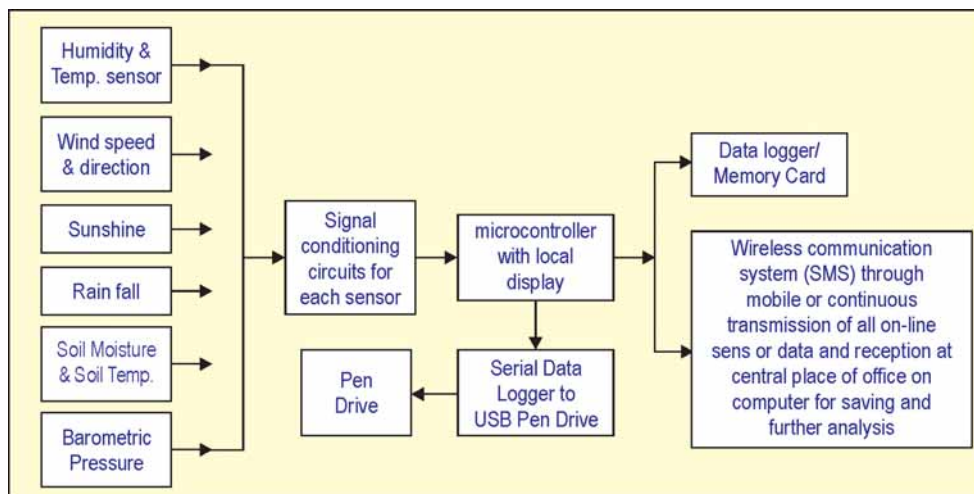 Humidity &
Temp. sensor
Wind speed
& direction
Sunshine
Rain fall
Soil Moisture
& Soil Temp.
Barometric
Pressure
Signal
conditioning
circuits for
each sensor
microcontroller
with local
display
Data logger/
Memory Card
Wireless communication
system (SMS) through
mobile or continuous
transmission of all on-line
sens or data and reception at
central place of office on
computer for saving and
further analysis
Serial Data
Logger to
USB Pen Drive
Pen
Drive